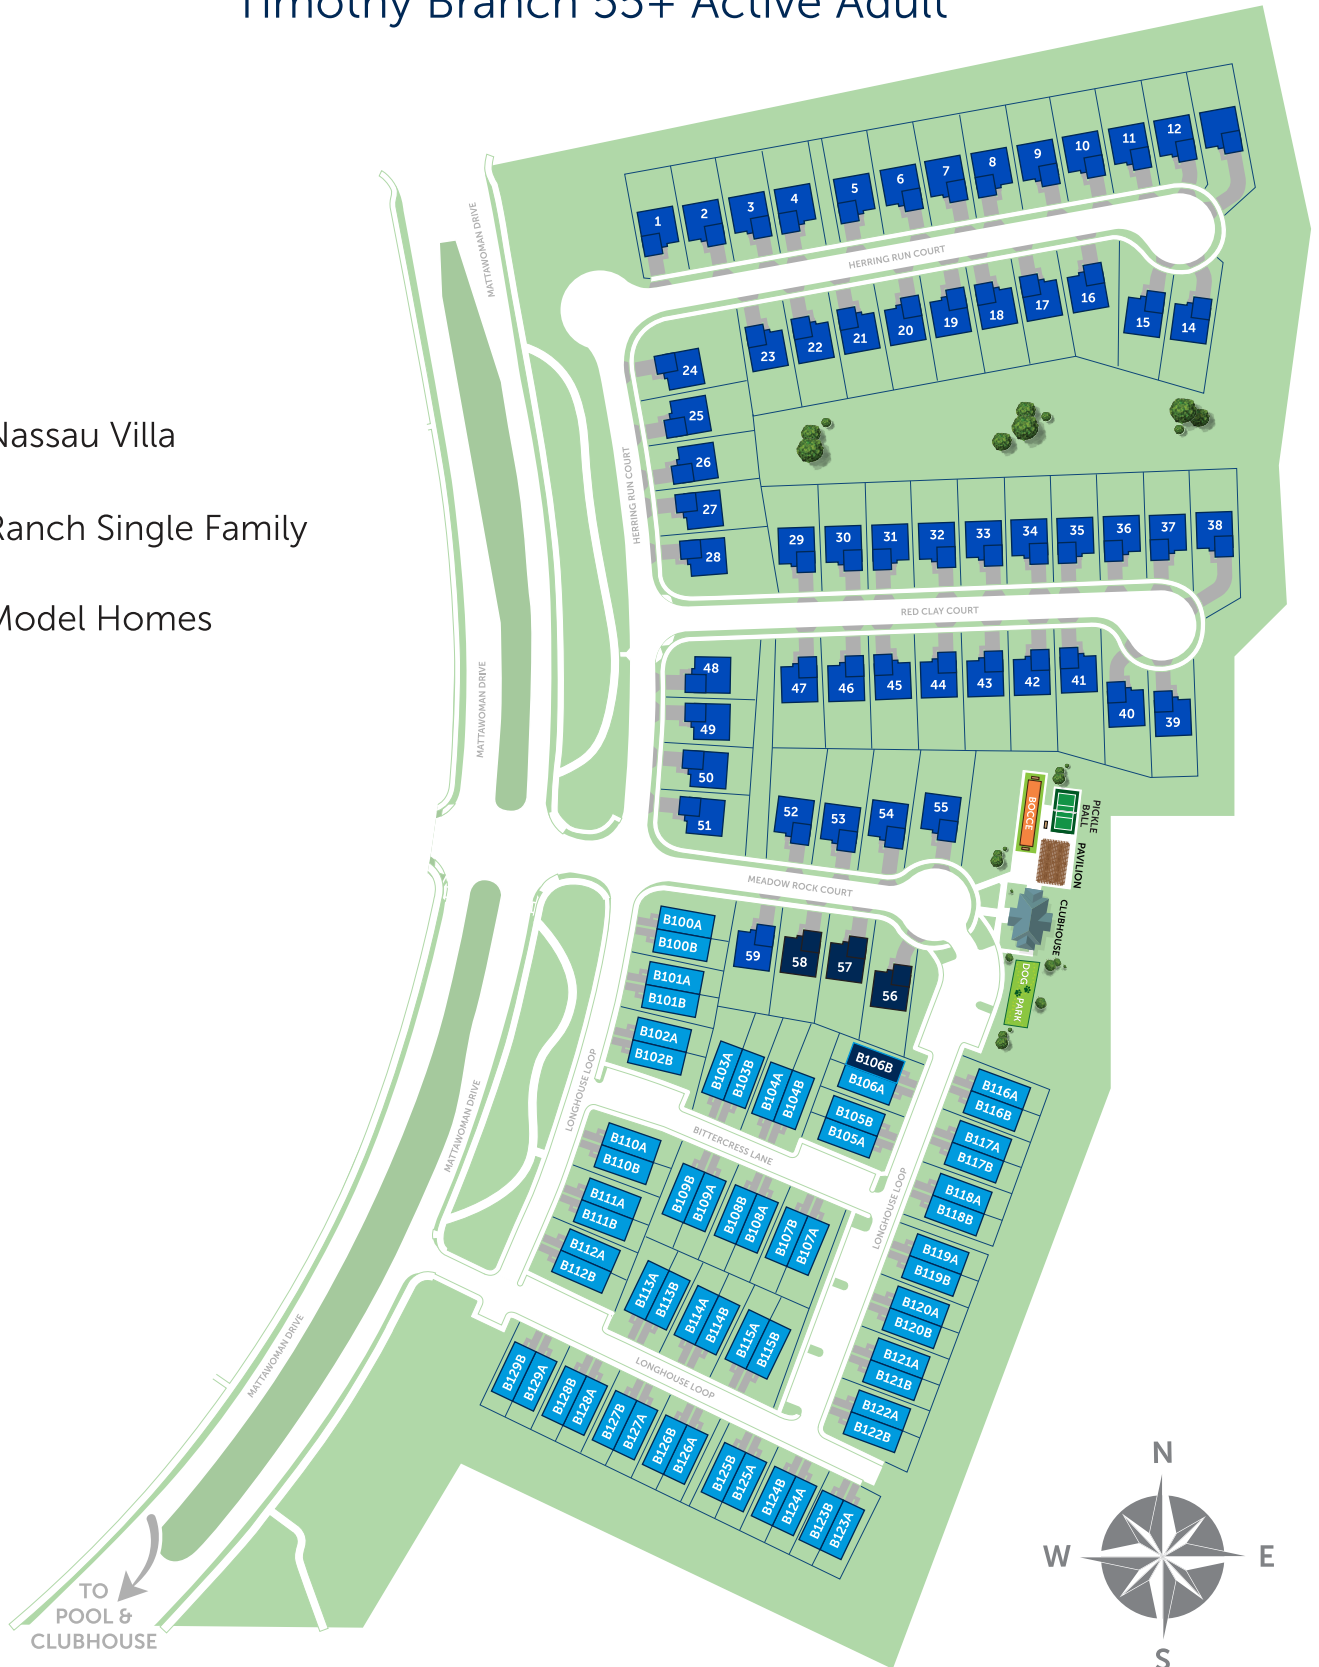 Timothy Branch 55+ Active Adult
Nassau Villa
Ranch Single Family
Model Homes
MATTAWOMAN DRIVE
1
2
3
4
5
6
7
8
9
10
11
12
HERRING RUN COURT
23
22
21
20
19
18
17
16
15
14
24
25
26
27
28
HERRING RUN COURT
29
30
31
32
33
34
35
36
37
38
RED CLAY COURT
MATTAWOMAN DRIVE
48
49
50
51
47
46
45
44
43
42
41
40
39
52
53
54
55
BOCCE
PICKLE
BALL
PAVILION
CLUBHOUSE
DOG PARK
MEADOW ROCK COURT
59
58
57
56
B100A
B100B
B101A
B101B
B102A
B102B
B103A
B103B
B104A
B104B
B106B
B106A
B105B
B105A
LONGHOUSE LOOP
BITTERCRESS LANE
MATTAWOMAN DRIVE
B110A
B110B
B111A
B111B
B112A
B112B
B109B
B109A
B108B
B108A
B107B
B107A
B113A
B113B
B114A
B114B
B115A
B115B
LONGHOUSE LOOP
B116A
B116B
B117A
B117B
B118A
B118B
B119A
B119B
B120A
B120B
B121A
B121B
B122A
B122B
MATTAWOMAN DRIVE
LONGHOUSE LOOP
B129B
B129A
B128B
B128A
B127B
B127A
B126B
B126A
B125B
B125A
B124B
B124A
B123B
B123A
TO
POOL &
CLUBHOUSE
N
W
E
S